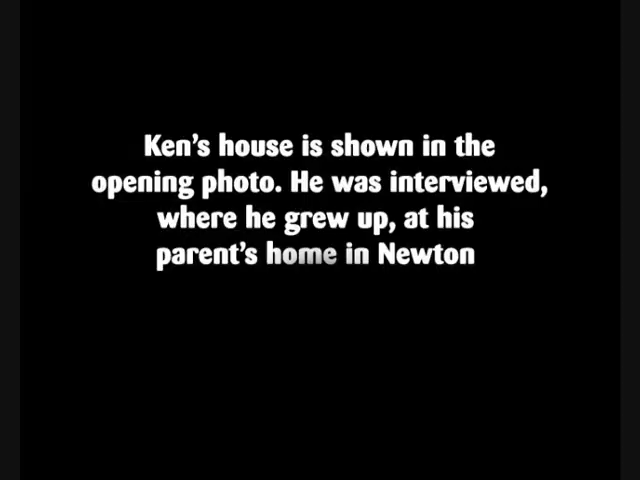 Ken's house is shown in the
opening photo. He was interviewed,
where he grew up, at his
parent's home in Newton